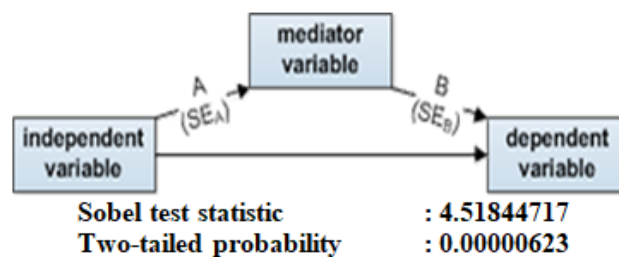 mediator
variable
A
(SEA)
B
(SEB)
independent
variable
dependent
variable
Sobel test statistic : 4.51844717
Two-tailed probability : 0.00000623